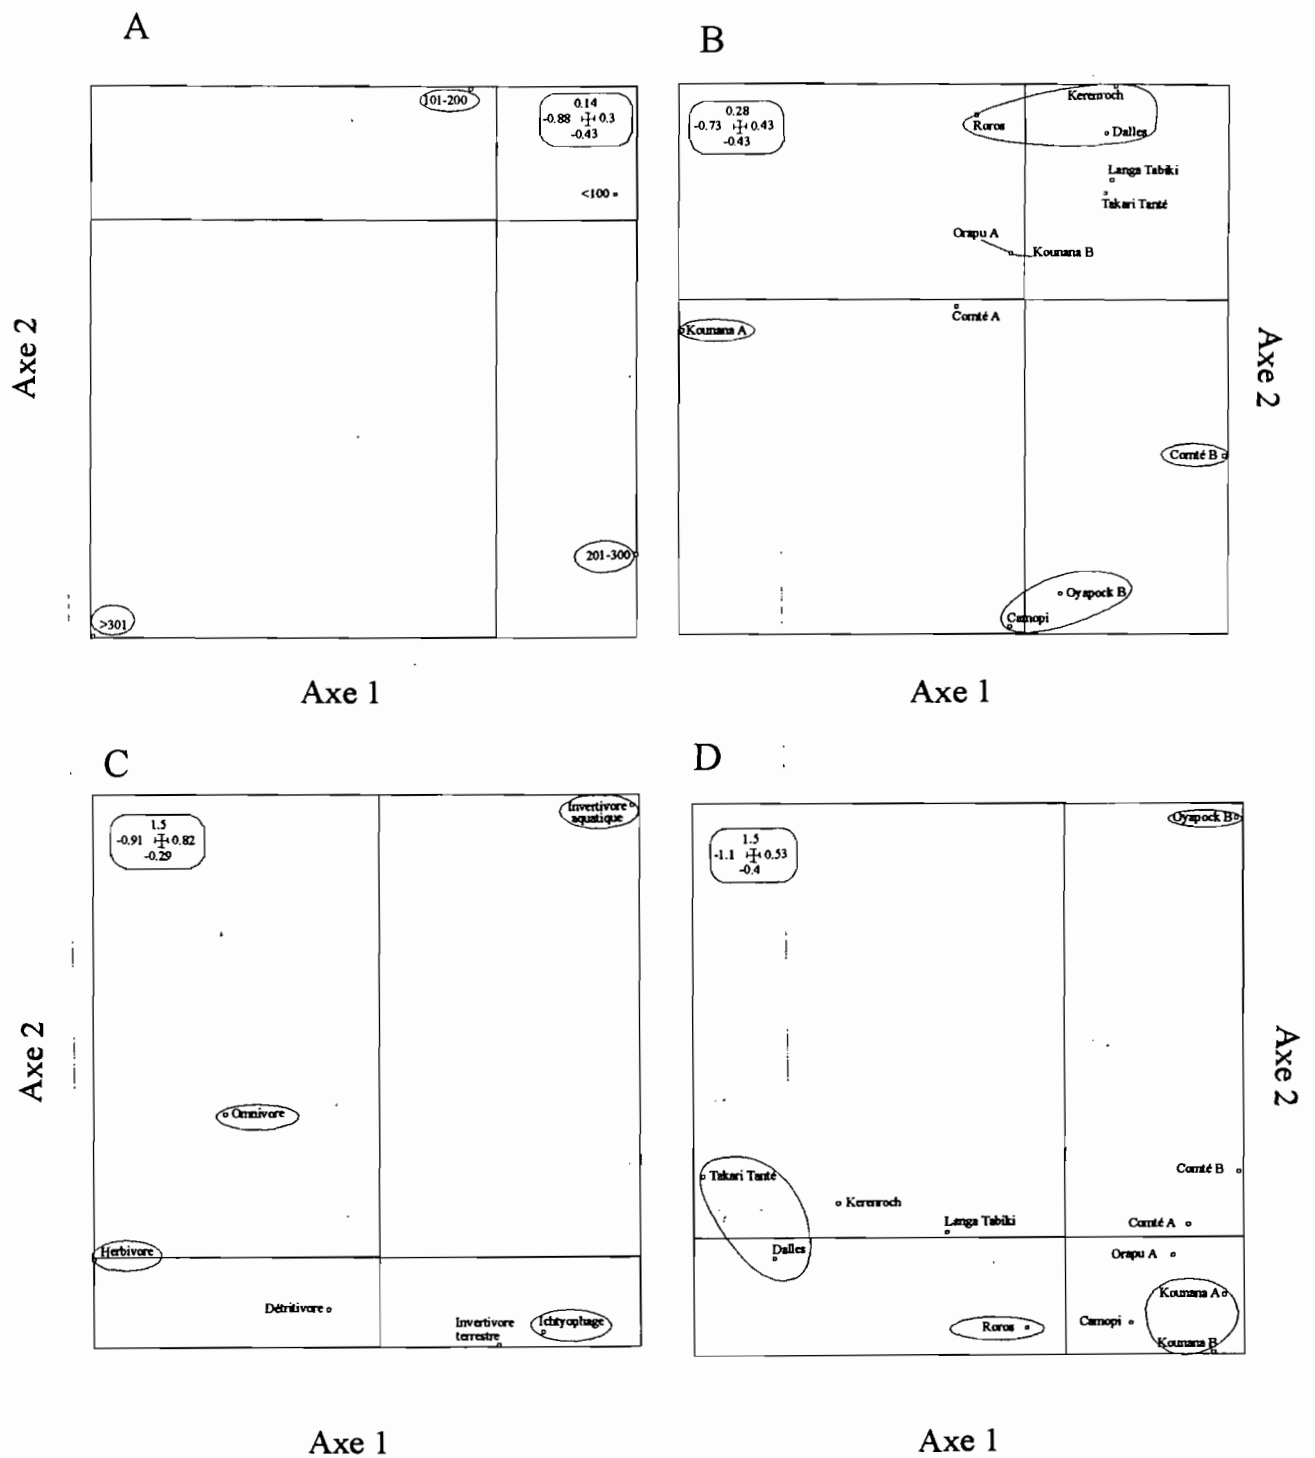 A
101-200
0.14
-0.88 0.3
-0.43
<100
201-300
>301
Axe 2
Axe 1
B
0.28
-0.73 0.43
-0.43
Kerenroch
Roros
Dalles
Langa Tabiki
Takari Tanté
Orapu A
Kounana B
Comté A
Kounana A
Comté B
Oyapock B
Camopi
Axe 2
Axe 1
C
1.5
-0.91 0.82
-0.29
Invertivore
aquatique
Omnivore
Herbivore
Détritivore
Invertivore
terrestre
Ichtyophage
Axe 2
Axe 1
D
1.5
-1.1 0.53
-0.4
Oyapock B
Takari Tanté
Kerenroch
Comté B
Langa Tabiki
Comté A
Dalles
Orapu A
Kounana A
Roros
Camopi
Kounana B
Axe 2
Axe 1